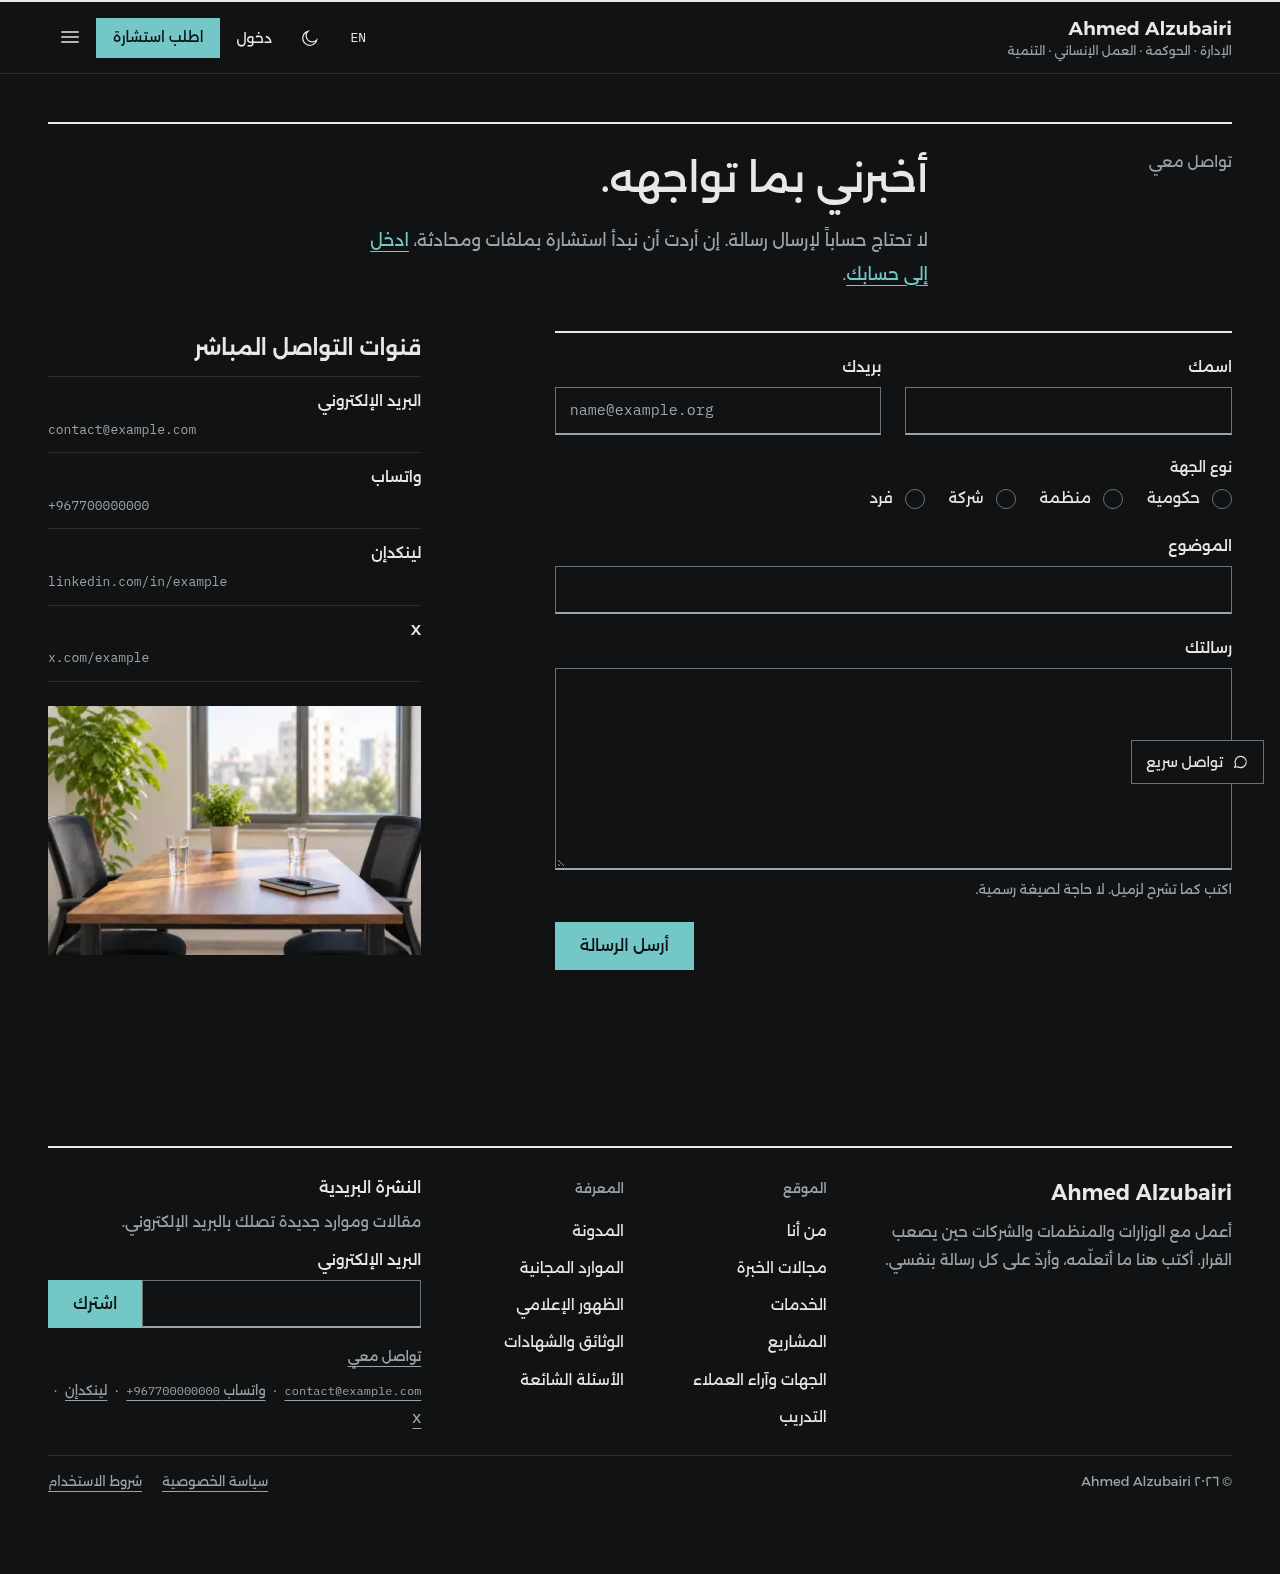 Ahmed Alzubairi
الإدارة · الحوكمة · العمل الإنساني · التنمية
EN
دخول
اطلب استشارة
تواصل معي
أخبرني بما تواجهه.
لا تحتاج حساباً لإرسال رسالة. إن أردت أن نبدأ استشارة بملفات ومحادثة، ادخل
إلى حسابك.
اسمك
بريدك
name@example.org
نوع الجهة
حكومية
منظمة
شركة
فرد
الموضوع
رسالتك
تواصل سريع
اكتب كما تشرح لزميل. لا حاجة لصيغة رسمية.
أرسل الرسالة
قنوات التواصل المباشر
البريد الإلكتروني
contact@example.com
واتساب
+967700000000
لينكدإن
linkedin.com/in/example
X
x.com/example
Ahmed Alzubairi
أعمل مع الوزارات والمنظمات والشركات حين يصعب
القرار. أكتب هنا ما أتعلّمه، وأردّ على كل رسالة بنفسي.
الموقع
من أنا
مجالات الخبرة
الخدمات
المشاريع
الجهات وآراء العملاء
التدريب
المعرفة
المدونة
الموارد المجانية
الظهور الإعلامي
الوثائق والشهادات
الأسئلة الشائعة
النشرة البريدية
مقالات وموارد جديدة تصلك بالبريد الإلكتروني.
البريد الإلكتروني
اشترك
تواصل معي
contact@example.com · واتساب +967700000000 · لينكدإن ·
X
© ٢٠٢٦ Ahmed Alzubairi
سياسة الخصوصية
شروط الاستخدام